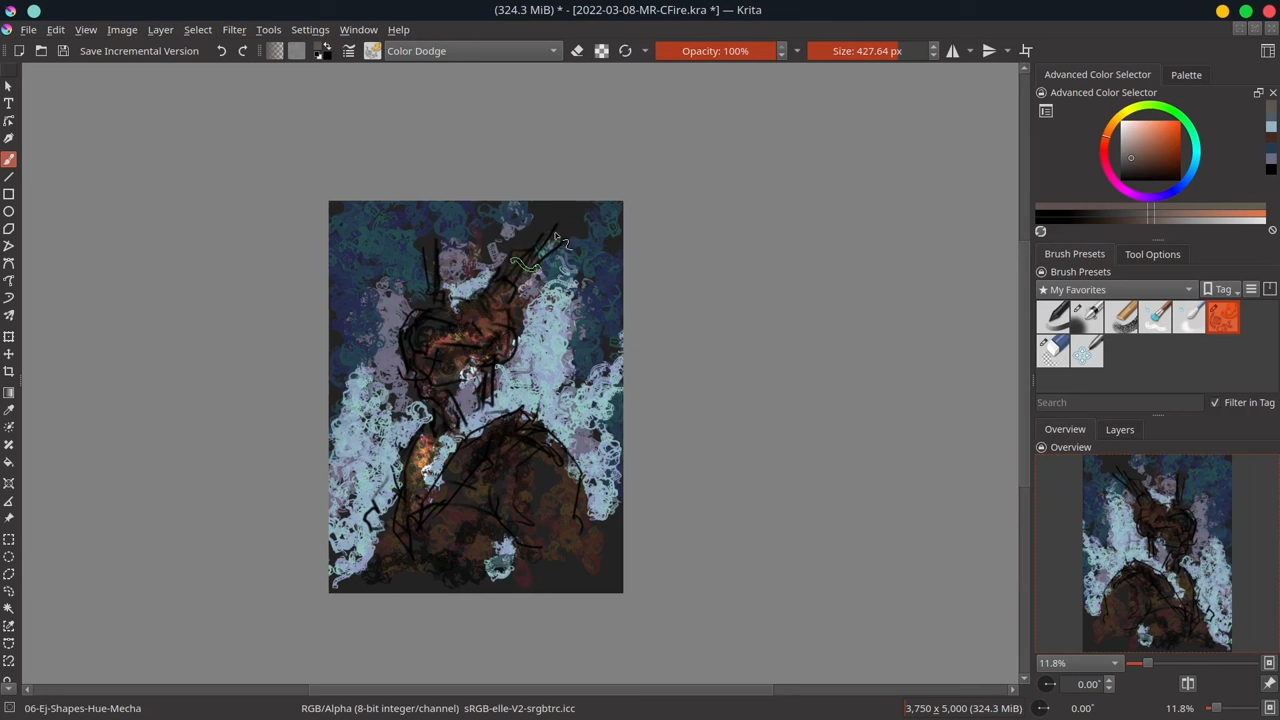 (324.3 MiB) * - [2022-03-08-MR-CFire.kra *] — Krita
File Edit View Image Layer Select Filter Tools Settings Window Help
Save Incremental Version Color Dodge Opacity: 100% Size: 427.64 px
Advanced Color Selector Palette
Advanced Color Selector
Brush Presets Tool Options
Brush Presets
★ My Favorites Tag
Search Filter in Tag
Overview Layers
Overview
11.8%
0.00°
06-Ej-Shapes-Hue-Mecha RGB/Alpha (8-bit integer/channel) sRGB-elle-V2-srgbtrc.icc 3,750 x 5,000 (324.3 MiB) 0.00° 11.8%